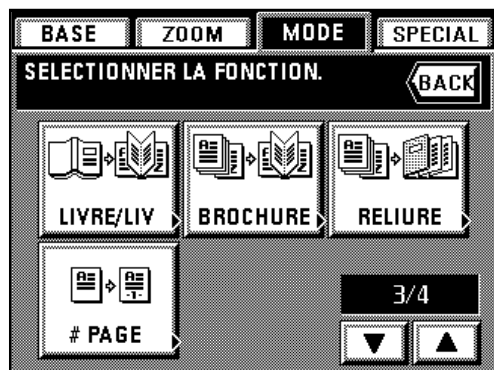 BASE ZOOM MODE SPECIAL
SELECTIONNER LA FONCTION.
BACK
LIVRE/LIV BROCHURE RELIURE
# PAGE
3/4